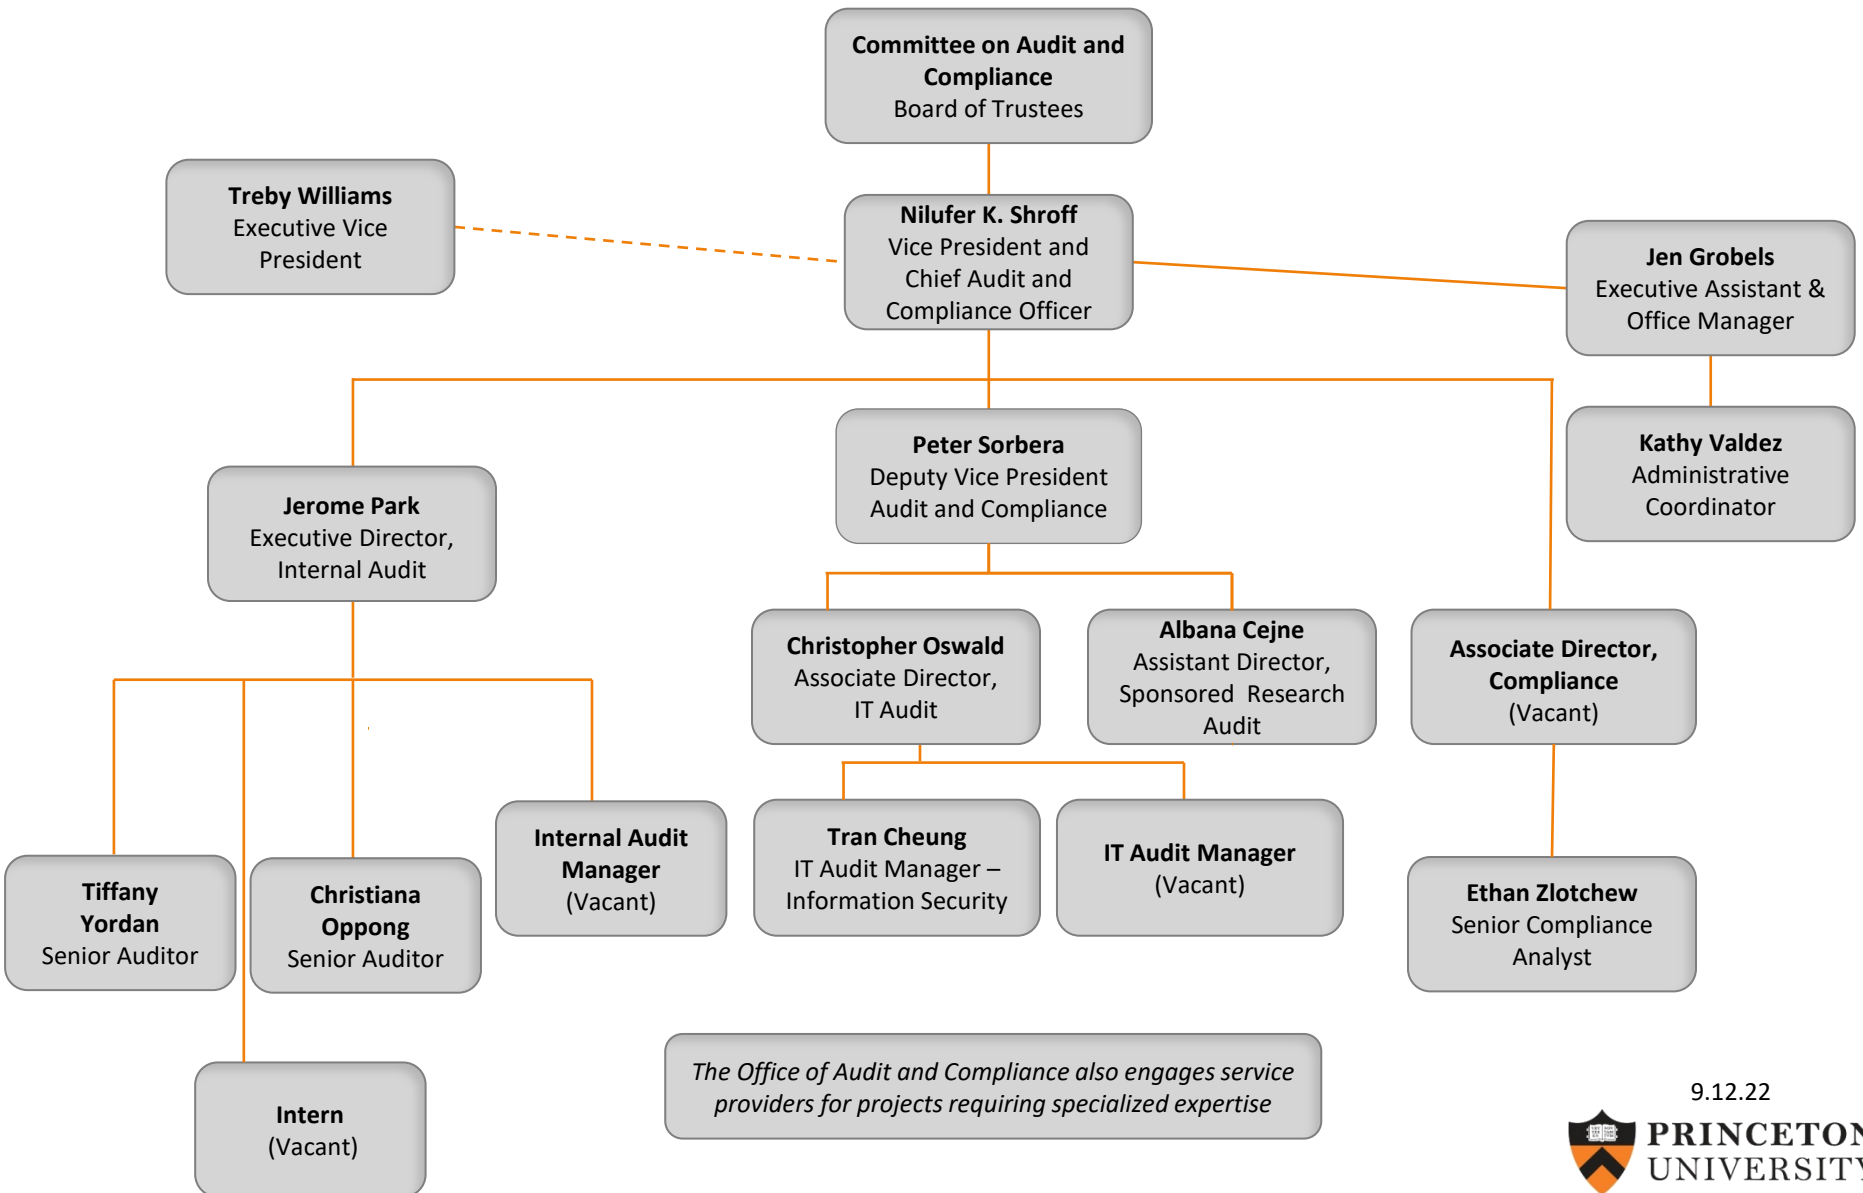 Committee on Audit and
Compliance
Board of Trustees
Treby Williams
Executive Vice
President
Nilufer K. Shroff
Vice President and
Chief Audit and
Compliance Officer
Jen Grobels
Executive Assistant &
Office Manager
Kathy Valdez
Administrative
Coordinator
Peter Sorbera
Deputy Vice President
Audit and Compliance
Jerome Park
Executive Director,
Internal Audit
Christopher Oswald
Associate Director,
IT Audit
Albana Cejne
Assistant Director,
Sponsored  Research
Audit
Associate Director,
Compliance
(Vacant)
Tiffany
Yordan
Senior Auditor
Christiana
Oppong
Senior Auditor
Internal Audit
Manager
(Vacant)
Tran Cheung
IT Audit Manager –
Information Security
IT Audit Manager
(Vacant)
Ethan Zlotchew
Senior Compliance
Analyst
Intern
(Vacant)
The Office of Audit and Compliance also engages service
providers for projects requiring specialized expertise
9.12.22
PRINCETON
UNIVERSITY